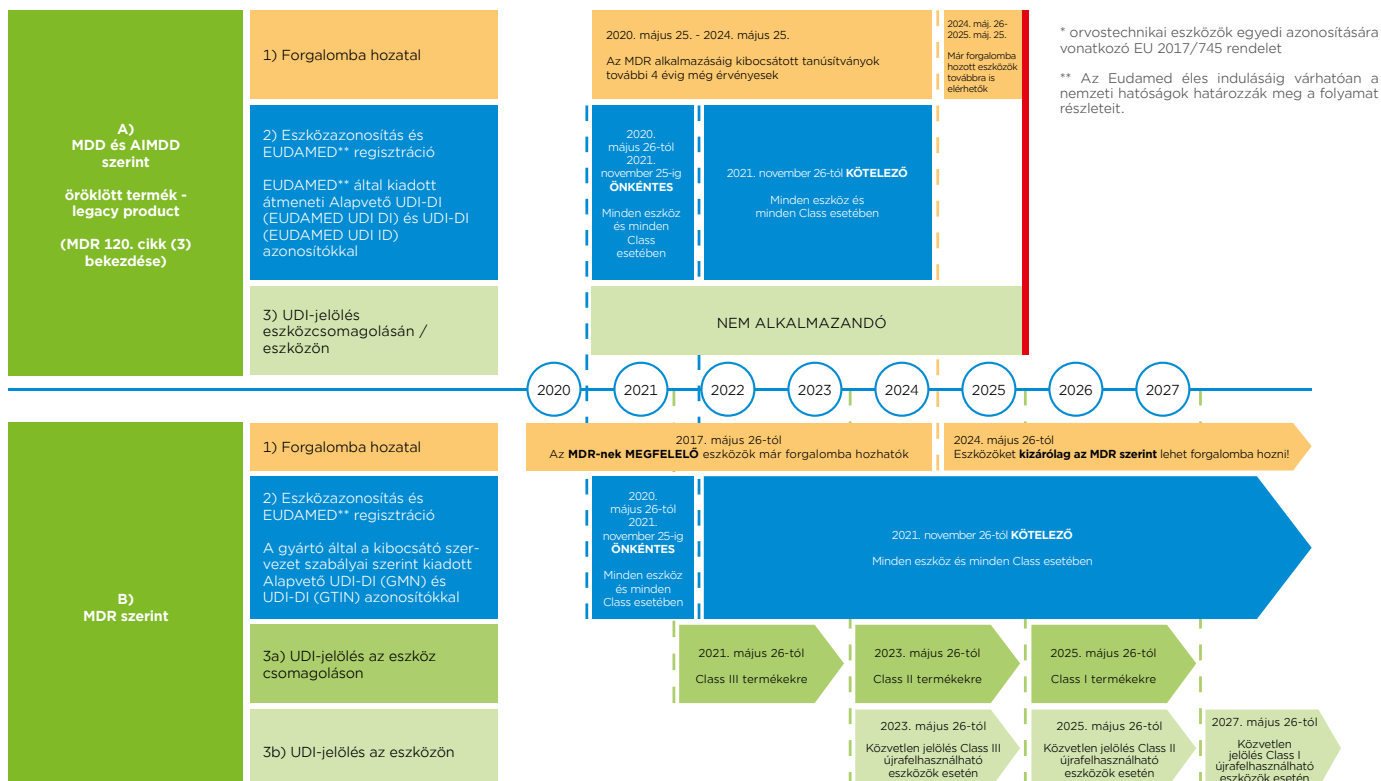 A)
MDD és AIMDD
szerint
öröklött termék -
legacy product
(MDR 120. cikk (3)
bekezdése)
1) Forgalomba hozatal
2020. május 25. - 2024. május 25.
Az MDR alkalmazásáig kibocsátott tanúsítványok
további 4 évig még érvényesek
2024. máj. 26-
2025. máj. 25.
Már forgalomba
hozott eszközök
továbbra is
elérhetők
* orvostechnikai eszközök egyedi azonosítására
vonatkozó EU 2017/745 rendelet
** Az Eudamed éles indulásáig várhatóan a
nemzeti hatóságok határozzák meg a folyamat
részleteit.
2) Eszközazonosítás és
EUDAMED** regisztráció
EUDAMED** által kiadott
átmeneti Alapvető UDI-DI
(EUDAMED UDI DI) és UDI-DI
(EUDAMED UDI ID)
azonosítókkal
2020.
május 26-tól
2021.
november 25-ig
ÖNKÉNTES
Minden eszköz
és minden
Class
esetében
2021. november 26-tól KÖTELEZŐ
Minden eszköz és
minden Class esetében
3) UDI-jelölés
eszközcsomagolásán /
eszközön
NEM ALKALMAZANDÓ
2020
2021
2022
2023
2024
2025
2026
2027
B)
MDR szerint
1) Forgalomba hozatal
2017. május 26-tól
Az MDR-nek MEGFELELŐ eszközök már forgalomba hozhatók
2024. május 26-tól
Eszközöket kizárólag az MDR szerint lehet forgalomba hozni!
2) Eszközazonosítás és
EUDAMED** regisztráció
A gyártó által a kibocsátó szer-
vezet szabályai szerint kiadott
Alapvető UDI-DI (GMN) és
UDI-DI (GTIN) azonosítókkal
2020.
május 26-tól
2021.
november 25-ig
ÖNKÉNTES
Minden eszköz
és minden
Class esetében
2021. november 26-tól KÖTELEZŐ
Minden eszköz és minden Class esetében
3a) UDI-jelölés az eszköz
csomagoláson
2021. május 26-tól
Class III termékekre
2023. május 26-tól
Class II termékekre
2025. május 26-tól
Class I termékekre
3b) UDI-jelölés az eszközön
2023. május 26-tól
Közvetlen jelölés Class III
újrafelhasználható
eszközök esetén
2025. május 26-tól
Közvetlen jelölés Class II
újrafelhasználható
eszközök esetén
2027. május 26-tól
Közvetlen
jelölés Class I
újrafelhasználható
eszközök esetén